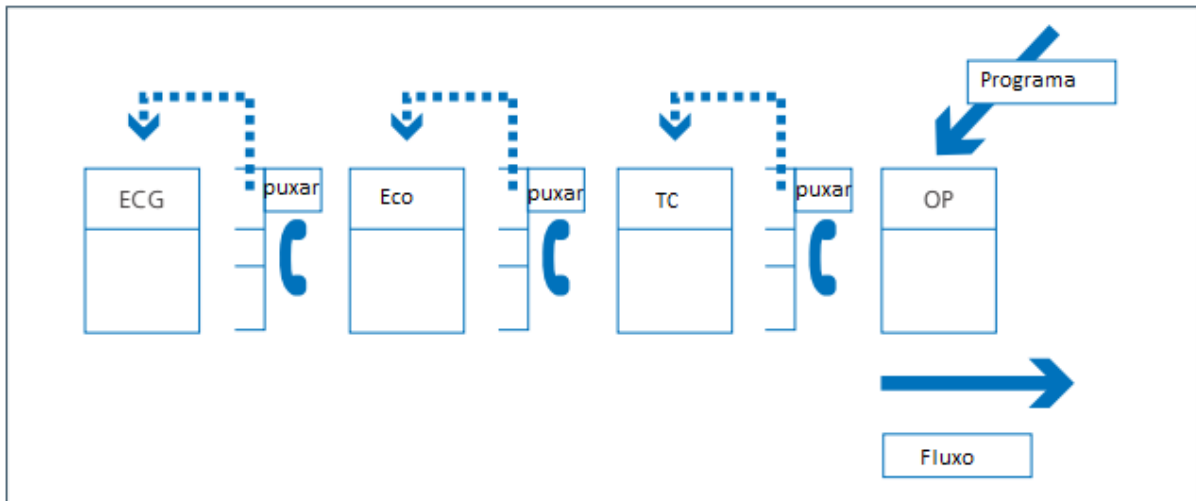 Programa
ECG
puxar
Eco
puxar
TC
puxar
OP
Fluxo